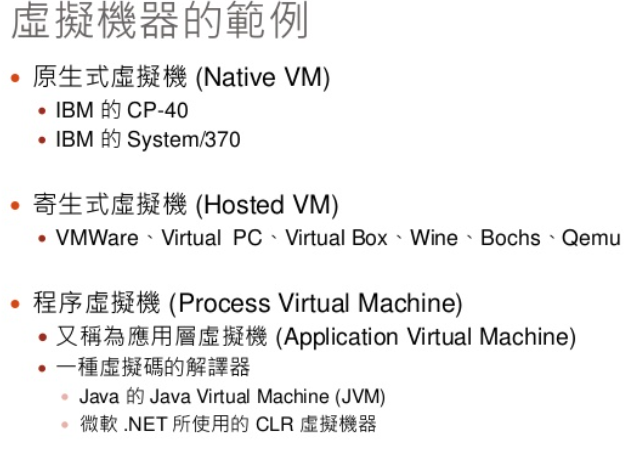 虛擬機器的範例
• 原生式虛擬機 (Native VM)
• IBM 的 CP-40
• IBM 的 System/370
• 寄生式虛擬機 (Hosted VM)
• VMWare、Virtual PC、Virtual Box、Wine、Bochs、Qemu
• 程序虛擬機 (Process Virtual Machine)
• 又稱為應用層虛擬機 (Application Virtual Machine)
• 一種虛擬碼的解譯器
• Java 的 Java Virtual Machine (JVM)
• 微軟 .NET 所使用的 CLR 虛擬機器